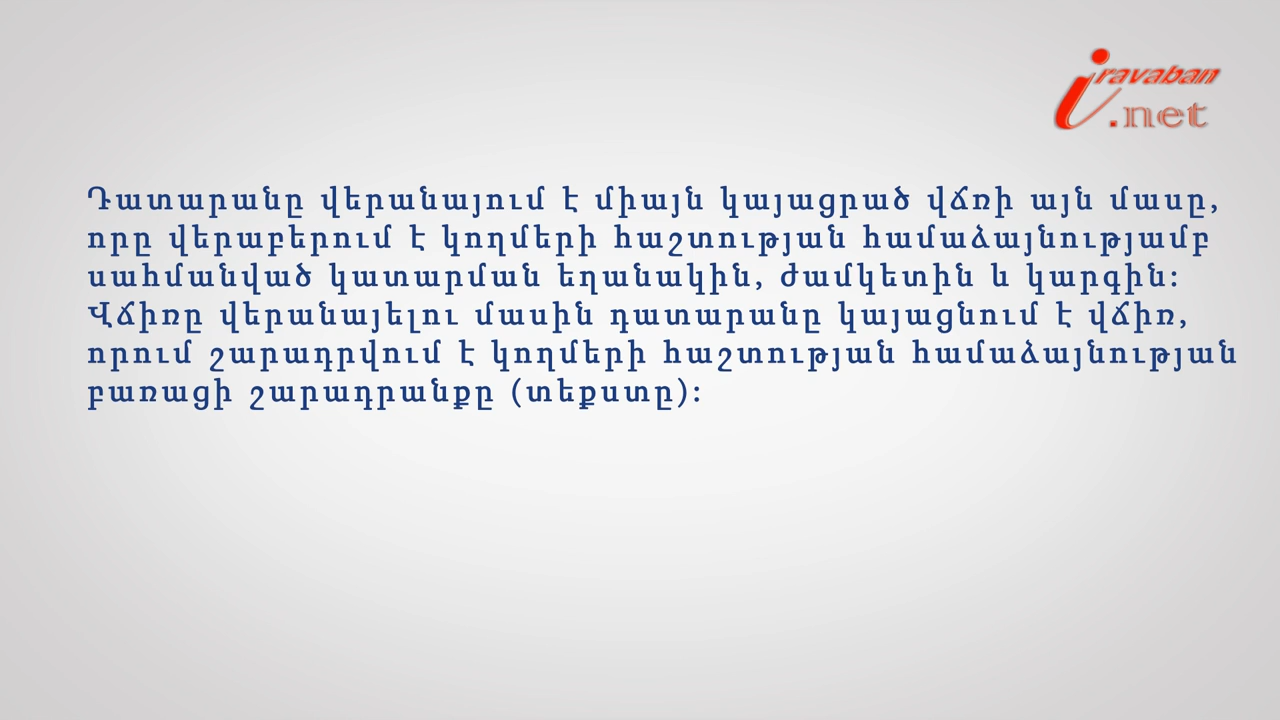 iravaban
.net
Դատարանը վերանայում է միայն կայացրած վճռի այն մասը,
որը վերաբերում է կողմերի հաշտության համաձայնությամբ
սահմանված կատարման եղանակին, ժամկետին և կարգին:
Վճիռը վերանայելու մասին դատարանը կայացնում է վճիռ,
որում շարադրվում է կողմերի հաշտության համաձայնության
բառացի շարադրանքը (տեքստը):